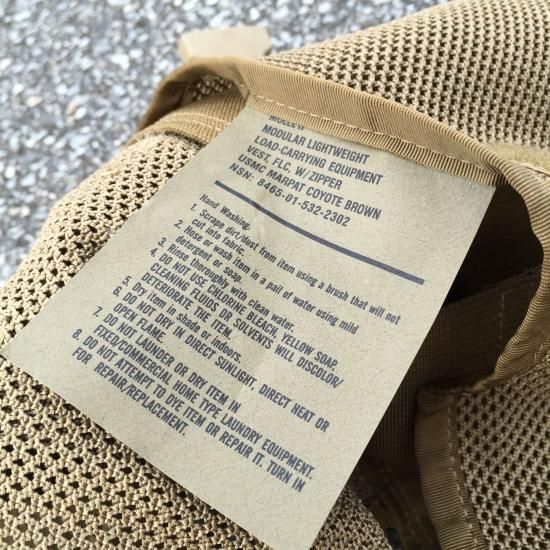 MOLLE II
MODULAR LIGHTWEIGHT
LOAD-CARRYING EQUIPMENT
VEST, FLC, W/ZIPPER
USMC MARPAT COYOTE BROWN
NSN: 8465-01-532-2302
Hand Washing,
1. Scrape dirt/dust from item using a brush that will not
cut into fabric.
2. Hose or wash item in a pail of water using mild
detergent or soap.
3. Rinse thoroughly with clean water.
4. DO NOT USE CHLORINE BLEACH, YELLOW SOAP,
CLEANING FLUIDS OR SOLVENTS WILL DISCOLOR/
DETERIORATE THE ITEM.
5. Dry item in shade or indoors.
6. DO NOT DRY IN DIRECT SUNLIGHT, DIRECT HEAT OR
OPEN FLAME.
7. DO NOT LAUNDER OR DRY ITEM IN
FIXED/COMMERCIAL HOME TYPE LAUNDRY EQUIPMENT.
8. DO NOT ATTEMPT TO DYE ITEM OR REPAIR IT. TURN IN
FOR REPAIR/REPLACEMENT.